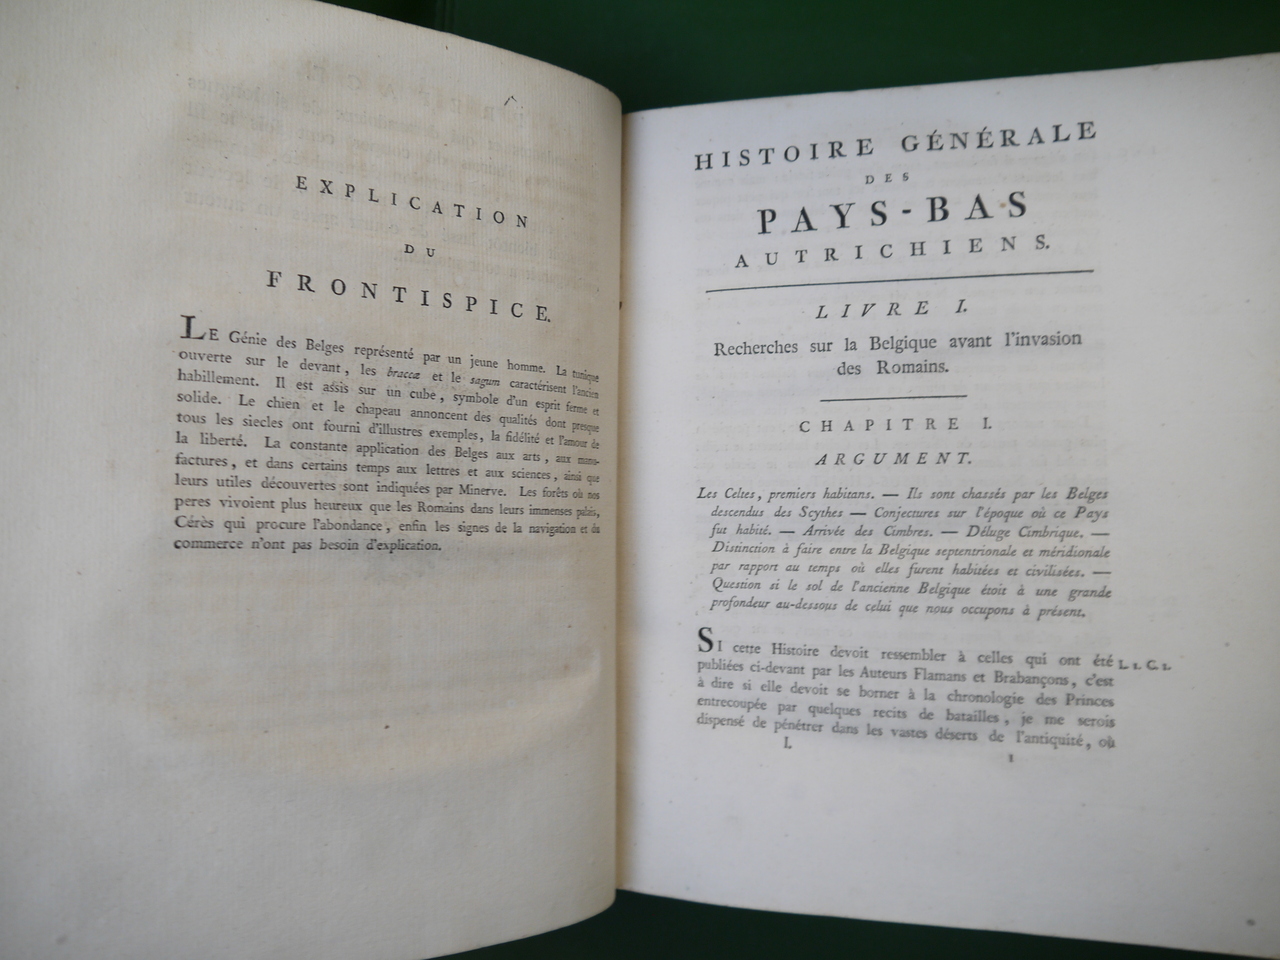 EXPLICATION
DU
FRONTISPICE.
LE Génie des Belges représenté par un jeune homme. La tunique
ouverte sur le devant, les bracca et le sagum caractérisent l'ancien
habillement. Il est assis sur un cube, symbole d'un esprit ferme et
solide. Le chien et le chapeau annoncent des qualités dont presque
tous les siecles ont fourni d'illustres exemples, la fidélité et l'amour de
la liberté. La constante application des Belges aux arts, aux manu-
factures, et dans certains temps aux lettres et aux sciences, ainsi que
leurs utiles découvertes sont indiquées par Minerve. Les forêts où nos
peres vivoient plus heureux que les Romains dans leurs immenses palais,
Cérès qui procure l'abondance, enfin les signes de la navigation et du
commerce n'ont pas besoin d'explication.
HISTOIRE GÉNÉRALE
DES
PAYS-BAS
AUTRICHIENS.
LIVRE I.
Recherches sur la Belgique avant l'invasion
des Romains.
CHAPITRE I.
ARGUMENT.
Les Celtes, premiers habitans. — Ils sont chassés par les Belges
descendus des Scythes — Conjectures sur l'époque où ce Pays
fut habité. — Arrivée des Cimbres. — Déluge Cimbrique. —
Distinction à faire entre la Belgique septentrionale et méridionale
par rapport au temps où elles furent habitées et civilisées. —
Question si le sol de l'ancienne Belgique étoit à une grande
profondeur au-dessous de celui que nous occupons à présent.
SI cette Histoire devoit ressembler à celles qui ont été L. 1. C. 1.
publiées ci-devant par les Auteurs Flamans et Brabançons, c'est
à dire si elle devoit se borner à la chronologie des Princes
entrecoupée par quelques recits de batailles, je me serois
dispensé de pénétrer dans les vastes déserts de l'antiquité, où
I. 1